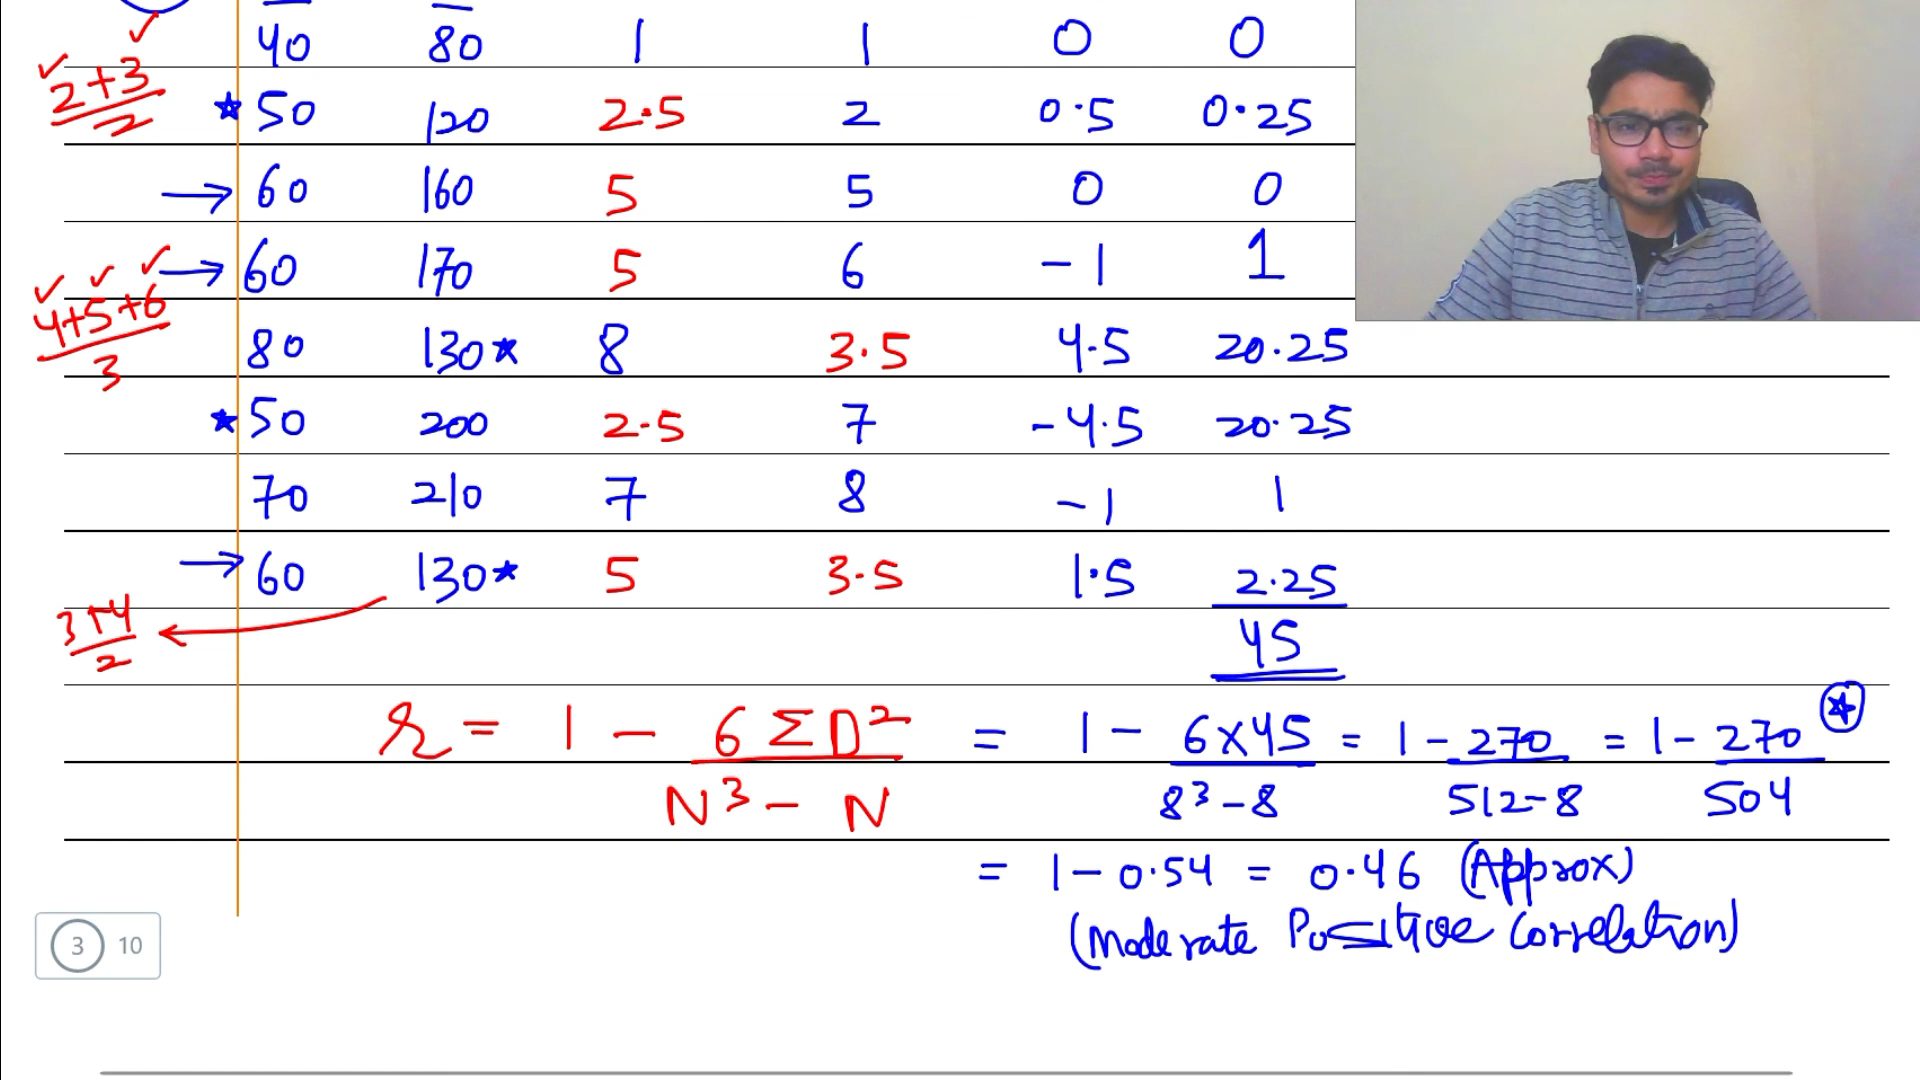 40 80 1 1 0 0
2+3/2
★ 50 120 2.5 2 0.5 0.25
→ 60 160 5 5 0 0
→ 60 170 5 6 -1 1
4+5+6/3
80 130★ 8 3.5 4.5 20.25
★ 50 200 2.5 7 -4.5 20.25
70 210 7 8 -1 1
→ 60 130★ 5 3.5 1.5 2.25
3+4/2
45
r = 1 - 6ΣD²/N³-N = 1 - 6×45/8³-8 = 1 - 270/512-8 = 1 - 270/504 ★
= 1 - 0.54 = 0.46 (Approx)
(Moderate Positive Correlation)
3 10